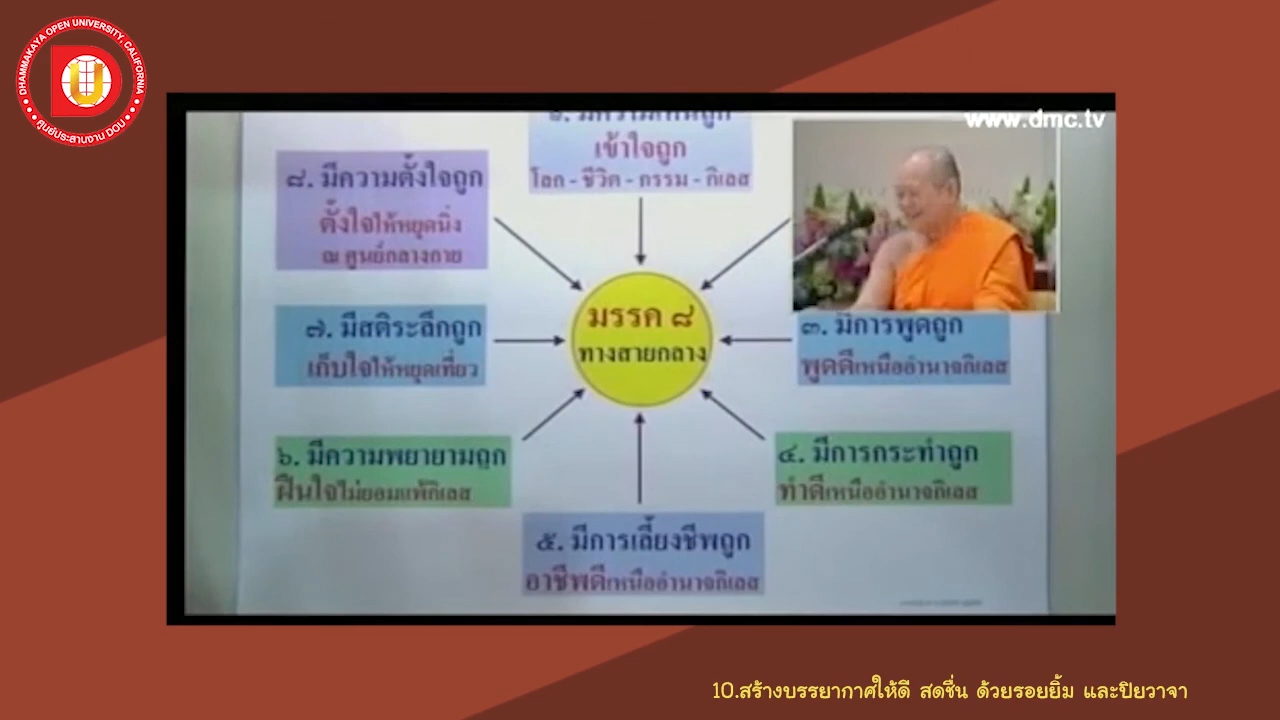 DHAMMAKAYA OPEN UNIVERSITY, CALIFORNIA
DU
ศูนย์ประสานงาน DOU
www.dmc.tv
๑. มีความเห็นถูก
เข้าใจถูก
โลก - ชีวิต - กรรม - กิเลส
๘. มีความตั้งใจถูก
ตั้งใจให้หยุดนิ่ง
ณ ศูนย์กลางกาย
มรรค ๘
ทางสายกลาง
๗. มีสติระลึกถูก
เก็บใจให้หยุดเที่ยว
๓. มีการพูดถูก
พูดดีเหนืออำนาจกิเลส
๖. มีความพยายามถูก
ฝืนใจไม่ยอมแพ้กิเลส
๔. มีการกระทำถูก
ทำดีเหนืออำนาจกิเลส
๕. มีการเลี้ยงชีพถูก
อาชีพดีเหนืออำนาจกิเลส
10.สร้างบรรยากาศให้ดี สดชื่น ด้วยรอยยิ้ม และปิยวาจา